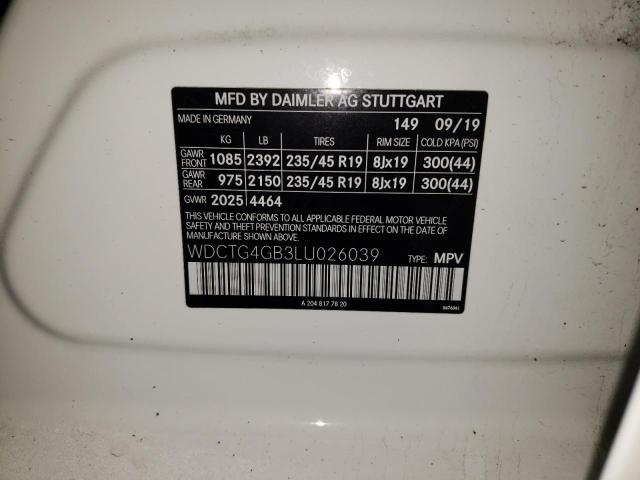 MFD BY DAIMLER AG STUTTGART
MADE IN GERMANY 149 09/19
KG LB TIRES RIM SIZE COLD KPA(PSI)
GAWR FRONT 1085 2392 235/45 R19 8Jx19 300(44)
GAWR REAR 975 2150 235/45 R19 8Jx19 300(44)
GVWR 2025 4464
THIS VEHICLE CONFORMS TO ALL APPLICABLE FEDERAL MOTOR VEHICLE
SAFETY AND THEFT PREVENTION STANDARDS IN EFFECT ON THE DATE
OF MANUFACTURE SHOWN ABOVE.
WDCTG4GB3LU026039 TYPE: MPV
A 204 817 78 20